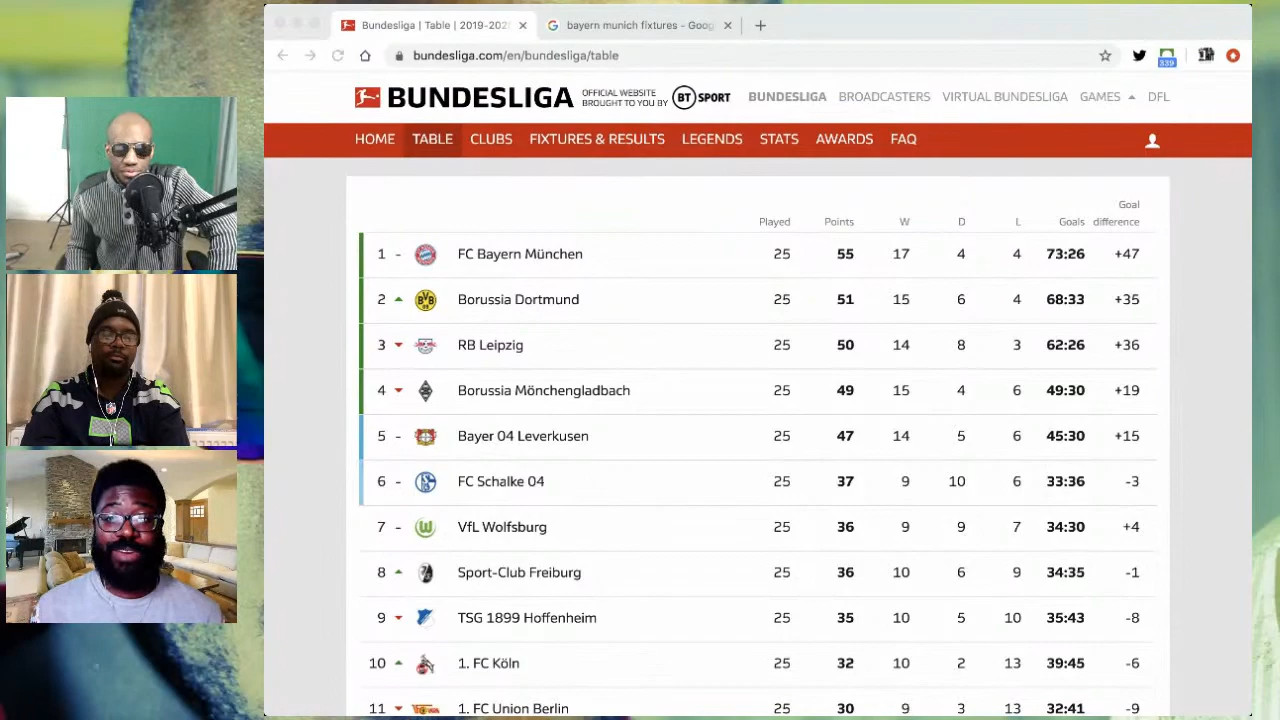 Bundesliga | Table | 2019-202
bayern munich fixtures - Goog
bundesliga.com/en/bundesliga/table
339
BUNDESLIGA OFFICIAL WEBSITE BROUGHT TO YOU BY BT SPORT BUNDESLIGA BROADCASTERS VIRTUAL BUNDESLIGA GAMES DFL
HOME TABLE CLUBS FIXTURES & RESULTS LEGENDS STATS AWARDS FAQ
Played Points W D L Goals Goal difference
1 - FC Bayern München 25 55 17 4 4 73:26 +47
2 BVB 09 Borussia Dortmund 25 51 15 6 4 68:33 +35
3 RB Leipzig 25 50 14 8 3 62:26 +36
4 Borussia Mönchengladbach 25 49 15 4 6 49:30 +19
5 - Bayer 04 Leverkusen 25 47 14 5 6 45:30 +15
6 - FC Schalke 04 25 37 9 10 6 33:36 -3
7 - VfL Wolfsburg 25 36 9 9 7 34:30 +4
8 Sport-Club Freiburg 25 36 10 6 9 34:35 -1
9 TSG 1899 Hoffenheim 25 35 10 5 10 35:43 -8
10 1. FC Köln 25 32 10 2 13 39:45 -6
11 1. FC Union Berlin 25 30 9 3 13 32:41 -9